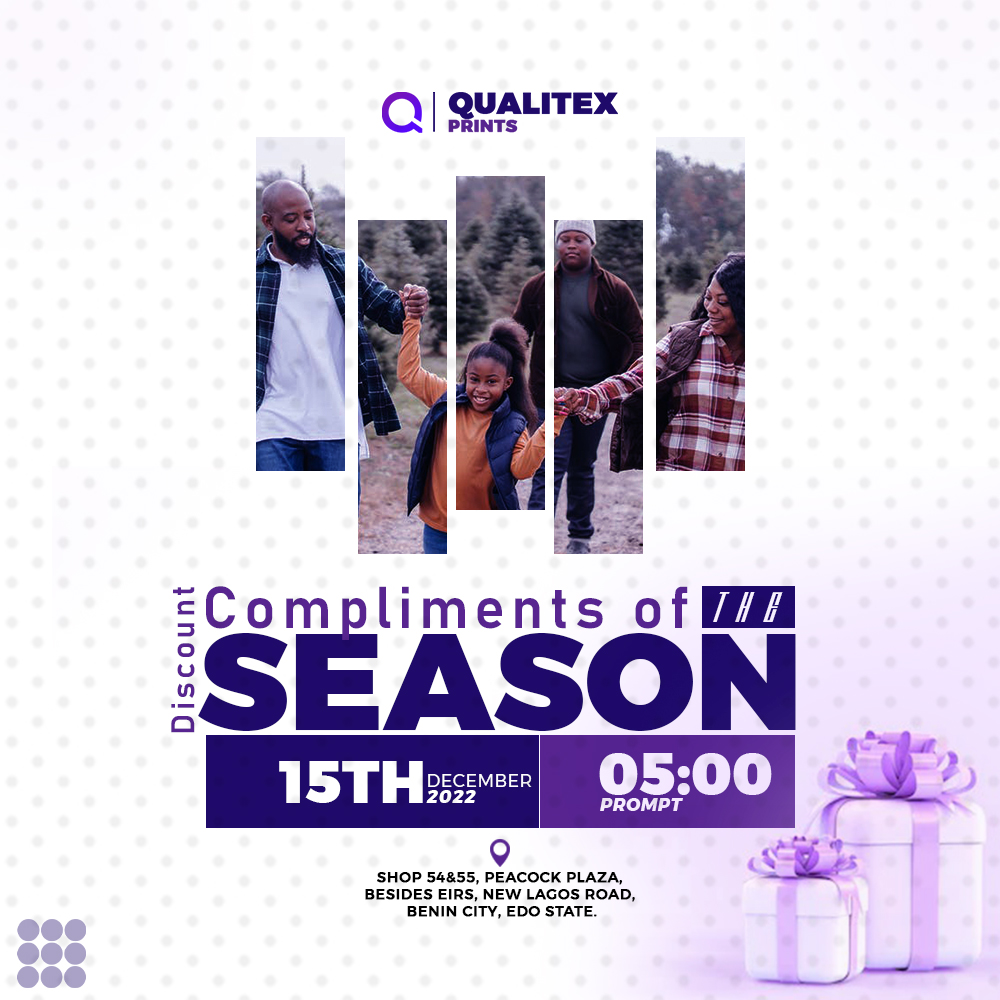 QUALITEX
PRINTS
Discount
Compliments of THE
SEASON
15TH DECEMBER
2022
05:00
PROMPT
SHOP 54&55, PEACOCK PLAZA,
BESIDES EIRS, NEW LAGOS ROAD,
BENIN CITY, EDO STATE.